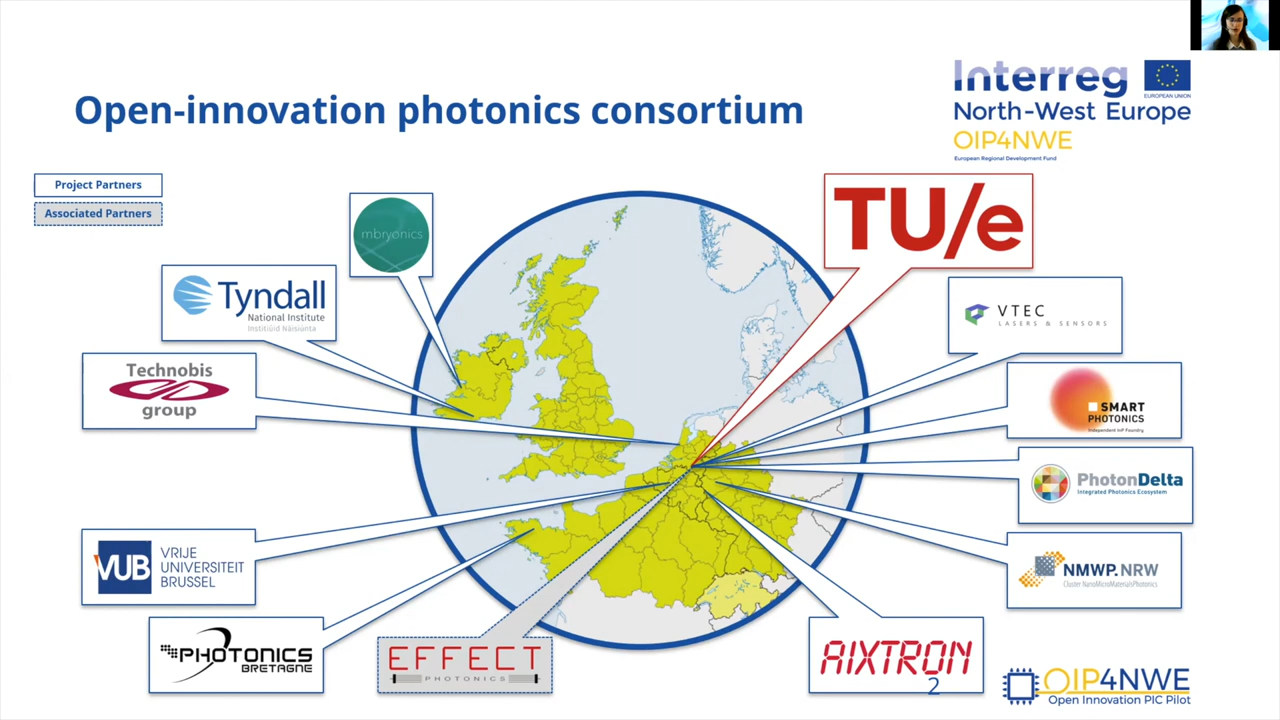 Interreg
EUROPEAN UNION
North-West Europe
OIP4NWE
European Regional Development Fund
Open-innovation photonics consortium
Project Partners
Associated Partners
mbryonics
TU/e
Tyndall
National Institute
Institiúid Náisiúnta
VTEC
LASERS & SENSORS
Technobis
group
SMART
PHOTONICS
Independent InP Foundry
PhotonDelta
Integrated Photonics Ecosystem
VUB
VRIJE
UNIVERSITEIT
BRUSSEL
NMWP.NRW
Cluster NanoMicroMaterialsPhotonics
PHOTONICS
BRETAGNE
EFFECT
PHOTONICS
AIXTRON
2
OIP4NWE
Open Innovation PIC Pilot